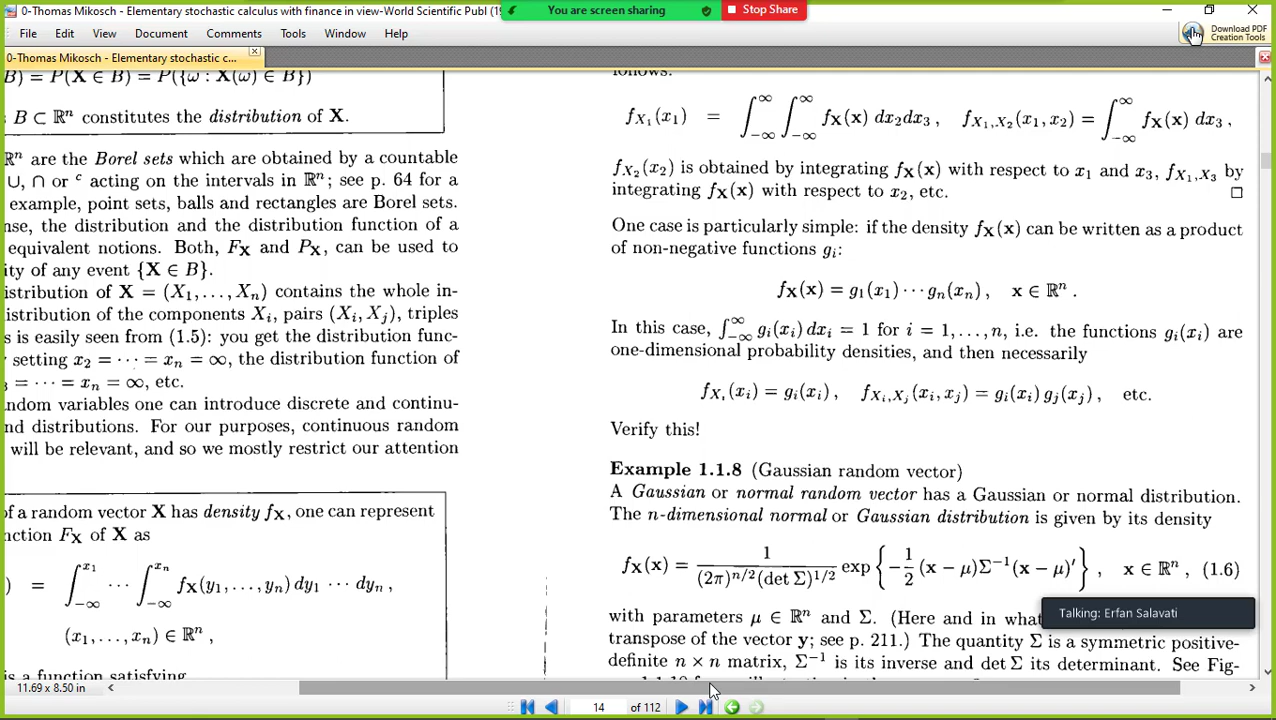 0-Thomas Mikosch - Elementary stochastic calculus with finance in view-World Scientific Publ (19
You are screen sharing
Stop Share
File Edit View Document Comments Tools Window Help
Download PDF
Creation Tools
0-Thomas Mikosch - Elementary stochastic c...
B) = P(X ∈ B) = P({ω : X(ω) ∈ B})
B ⊂ ℝⁿ constitutes the distribution of X.
ℝⁿ are the Borel sets which are obtained by a countable
∪, ∩ or ᶜ acting on the intervals in ℝⁿ; see p. 64 for a
example, point sets, balls and rectangles are Borel sets.
nse, the distribution and the distribution function of a
equivalent notions. Both, F_X and P_X, can be used to
ity of any event {X ∈ B}.
istribution of X = (X₁, . . . , Xₙ) contains the whole in-
istribution of the components Xᵢ, pairs (Xᵢ, Xⱼ), triples
s is easily seen from (1.5): you get the distribution func-
setting x₂ = · · · = xₙ = ∞, the distribution function of
₃ = · · · = xₙ = ∞, etc.
ndom variables one can introduce discrete and continu-
nd distributions. For our purposes, continuous random
will be relevant, and so we mostly restrict our attention
of a random vector X has density f_X, one can represent
nction F_X of X as
) = ∫_{-∞}^{x₁} · · · ∫_{-∞}^{xₙ} f_X(y₁, . . . , yₙ) dy₁ · · · dyₙ ,
(x₁, . . . , xₙ) ∈ ℝⁿ ,
is a function satisfying
follows:
f_{X₁}(x₁) = ∫_{-∞}^{∞} ∫_{-∞}^{∞} f_X(x) dx₂dx₃ , f_{X₁,X₂}(x₁, x₂) = ∫_{-∞}^{∞} f_X(x) dx₃ ,
f_{X₂}(x₂) is obtained by integrating f_X(x) with respect to x₁ and x₃, f_{X₁,X₃} by
integrating f_X(x) with respect to x₂, etc. □
One case is particularly simple: if the density f_X(x) can be written as a product
of non-negative functions gᵢ:
f_X(x) = g₁(x₁) · · · gₙ(xₙ) , x ∈ ℝⁿ .
In this case, ∫_{-∞}^{∞} gᵢ(xᵢ) dxᵢ = 1 for i = 1, . . . , n, i.e. the functions gᵢ(xᵢ) are
one-dimensional probability densities, and then necessarily
f_{Xᵢ}(xᵢ) = gᵢ(xᵢ) , f_{Xᵢ,Xⱼ}(xᵢ, xⱼ) = gᵢ(xᵢ) gⱼ(xⱼ) , etc.
Verify this!
Example 1.1.8 (Gaussian random vector)
A Gaussian or normal random vector has a Gaussian or normal distribution.
The n-dimensional normal or Gaussian distribution is given by its density
f_X(x) = 1/((2π)^{n/2}(det Σ)^{1/2}) exp{−1/2 (x − μ)Σ⁻¹(x − μ)′} , x ∈ ℝⁿ , (1.6)
with parameters μ ∈ ℝⁿ and Σ. (Here and in what
Talking: Erfan Salavati
transpose of the vector y; see p. 211.) The quantity Σ is a symmetric positive-
definite n × n matrix, Σ⁻¹ is its inverse and det Σ its determinant. See Fig-
11.69 x 8.50 in
14 of 112